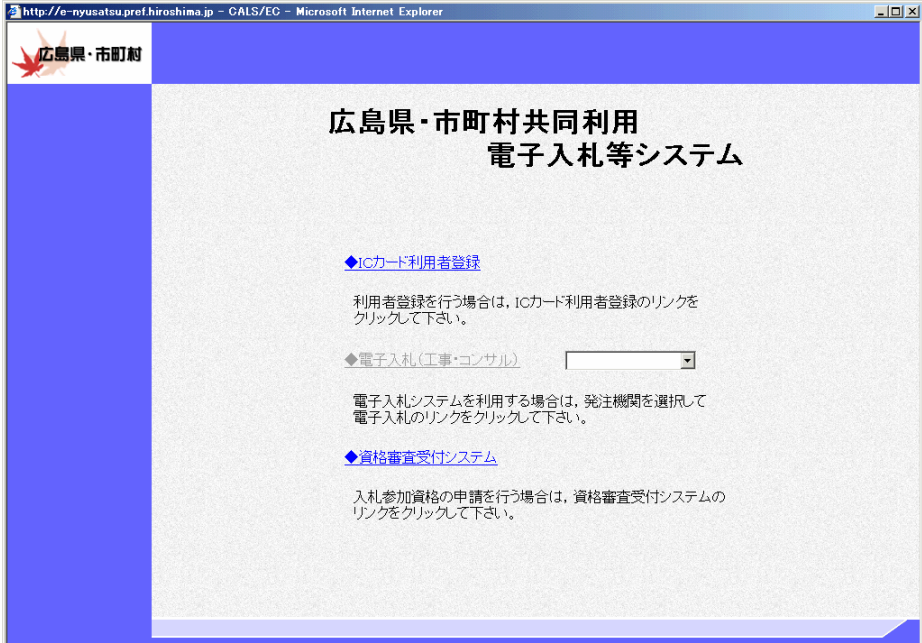 http://e-nyusatsu.pref.hiroshima.jp - CALS/EC - Microsoft Internet Explorer
広島県・市町村
広島県・市町村共同利用
電子入札等システム
◆ICカード利用者登録
利用者登録を行う場合は，ICカード利用者登録のリンクを
クリックして下さい。
◆電子入札（工事・コンサル）
電子入札システムを利用する場合は，発注機関を選択して
電子入札のリンクをクリックして下さい。
◆資格審査受付システム
入札参加資格の申請を行う場合は，資格審査受付システムの
リンクをクリックして下さい。